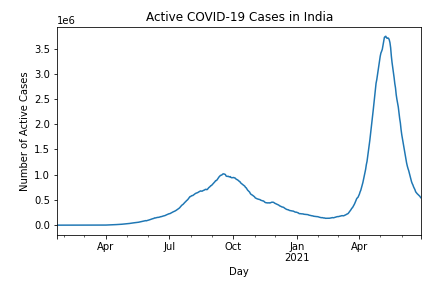 Active COVID-19 Cases in India
1e6
3.5
3.0
2.5
2.0
1.5
1.0
0.5
0.0
Number of Active Cases
Apr Jul Oct Jan Apr
2021
Day